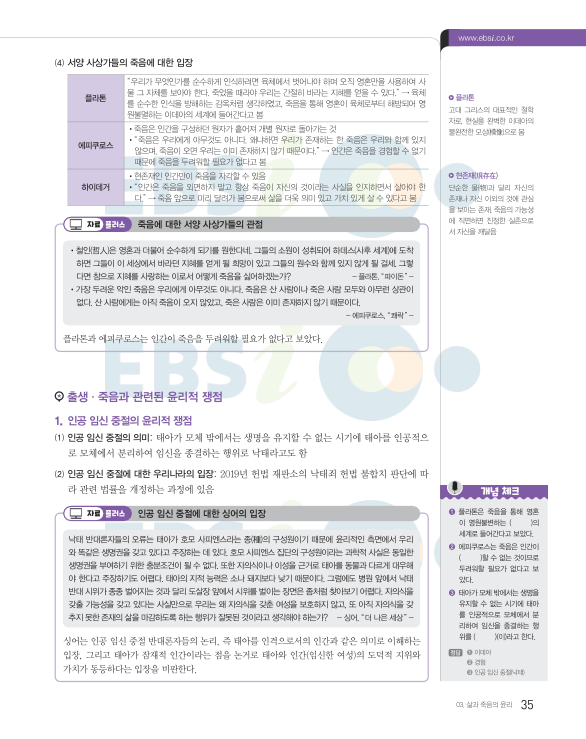 www.ebsi.co.kr
(4) 서양 사상가들의 죽음에 대한 입장
플라톤
“우리가 무엇인가를 순수하게 인식하려면 육체에서 벗어나야 하며 오직 영혼만을 사용하여 사
물 그 자체를 보아야 한다. 죽었을 때라야 우리는 간절히 바라는 지혜를 얻을 수 있다.” → 육체
를 순수한 인식을 방해하는 감옥처럼 생각하였고, 죽음을 통해 영혼이 육체로부터 해방되어 영
원불멸하는 이데아의 세계에 들어간다고 봄
에피쿠로스
• 죽음은 인간을 구성하던 원자가 흩어져 개별 원자로 돌아가는 것
• “죽음은 우리에게 아무것도 아니다. 왜냐하면 우리가 존재하는 한 죽음은 우리와 함께 있지
않으며, 죽음이 오면 우리는 이미 존재하지 않기 때문이다.” → 인간은 죽음을 경험할 수 없기
때문에 죽음을 두려워할 필요가 없다고 봄
하이데거
• 현존재인 인간만이 죽음을 자각할 수 있음
• “인간은 죽음을 외면하지 말고 항상 죽음이 자신의 것이라는 사실을 인지하면서 살아야 한
다.” → 죽음 앞으로 미리 달려가 봄으로써 삶을 더욱 의미 있고 가치 있게 살 수 있다고 봄
자료 플러스 죽음에 대한 서양 사상가들의 관점
• 철인(哲人)은 영혼과 더불어 순수하게 되기를 원한다네. 그들의 소원이 성취되어 하데스(사후 세계)에 도착
하면 그들이 이 세상에서 바라던 지혜를 얻게 될 희망이 있고 그들의 원수와 함께 있지 않게 될 걸세. 그렇
다면 참으로 지혜를 사랑하는 이로서 어떻게 죽음을 싫어하겠는가?
– 플라톤, “파이돈” –
• 가장 두려운 악인 죽음은 우리에게 아무것도 아니다. 죽음은 산 사람이나 죽은 사람 모두와 아무런 상관이
없다. 산 사람에게는 아직 죽음이 오지 않았고, 죽은 사람은 이미 존재하지 않기 때문이다.
– 에피쿠로스, “쾌락” –
플라톤과 에피쿠로스는 인간이 죽음을 두려워할 필요가 없다고 보았다.
출생·죽음과 관련된 윤리적 쟁점
1. 인공 임신 중절의 윤리적 쟁점
(1) 인공 임신 중절의 의미: 태아가 모체 밖에서는 생명을 유지할 수 없는 시기에 태아를 인공적으
로 모체에서 분리하여 임신을 종결하는 행위로 낙태라고도 함
(2) 인공 임신 중절에 대한 우리나라의 입장: 2019년 헌법 재판소의 낙태죄 헌법 불합치 판단에 따
라 관련 법률을 개정하는 과정에 있음
자료 플러스 인공 임신 중절에 대한 싱어의 입장
낙태 반대론자들의 오류는 태아가 호모 사피엔스라는 종(種)의 구성원이기 때문에 윤리적인 측면에서 우리
와 똑같은 생명권을 갖고 있다고 주장하는 데 있다. 호모 사피엔스 집단의 구성원이라는 과학적 사실은 동일한
생명권을 부여하기 위한 충분조건이 될 수 없다. 또한 자의식이나 이성을 근거로 태아를 동물과 다르게 대우해
야 한다고 주장하기도 어렵다. 태아의 지적 능력은 소나 돼지보다 낮기 때문이다. 그럼에도 병원 앞에서 낙태
반대 시위가 종종 벌어지는 것과 달리 도살장 앞에서 시위를 벌이는 장면은 좀처럼 찾아보기 어렵다. 자의식을
갖출 가능성을 갖고 있다는 사실만으로 우리는 왜 자의식을 갖춘 여성을 보호하지 않고, 또 아직 자의식을 갖
추지 못한 존재의 삶을 마감하도록 하는 행위가 잘못된 것이라고 생각해야 하는가? – 싱어, “더 나은 세상” –
싱어는 인공 임신 중절 반대론자들의 논리, 즉 태아를 인격으로서의 인간과 같은 의미로 이해하는
입장, 그리고 태아가 잠재적 인간이라는 점을 논거로 태아와 인간(임신한 여성)의 도덕적 지위와
가치가 동등하다는 입장을 비판한다.
플라톤
고대 그리스의 대표적인 철학
자로, 현실을 완벽한 이데아의
불완전한 모상(模像)으로 봄
현존재(現存在)
단순한 물(物)과 달리 자신의
존재나 자신 이외의 것에 관심
을 보이는 존재, 죽음의 가능성
에 직면하면 진정한 실존으로
서 자신을 깨달음
개념 체크
1 플라톤은 죽음을 통해 영혼
이 영원불변하는 ( )의
세계로 들어간다고 보았다.
2 에피쿠로스는 죽음은 인간이
( )할 수 없는 것이므로
두려워할 필요가 없다고 보
았다.
3 태아가 모체 밖에서는 생명을
유지할 수 없는 시기에 태아
를 인공적으로 모체에서 분
리하여 임신을 종결하는 행
위를 ( )(이)라고 한다.
정답
1 이데아
2 경험
3 인공 임신 중절(낙태)
03. 삶과 죽음의 윤리 35
EBSi
EBSi